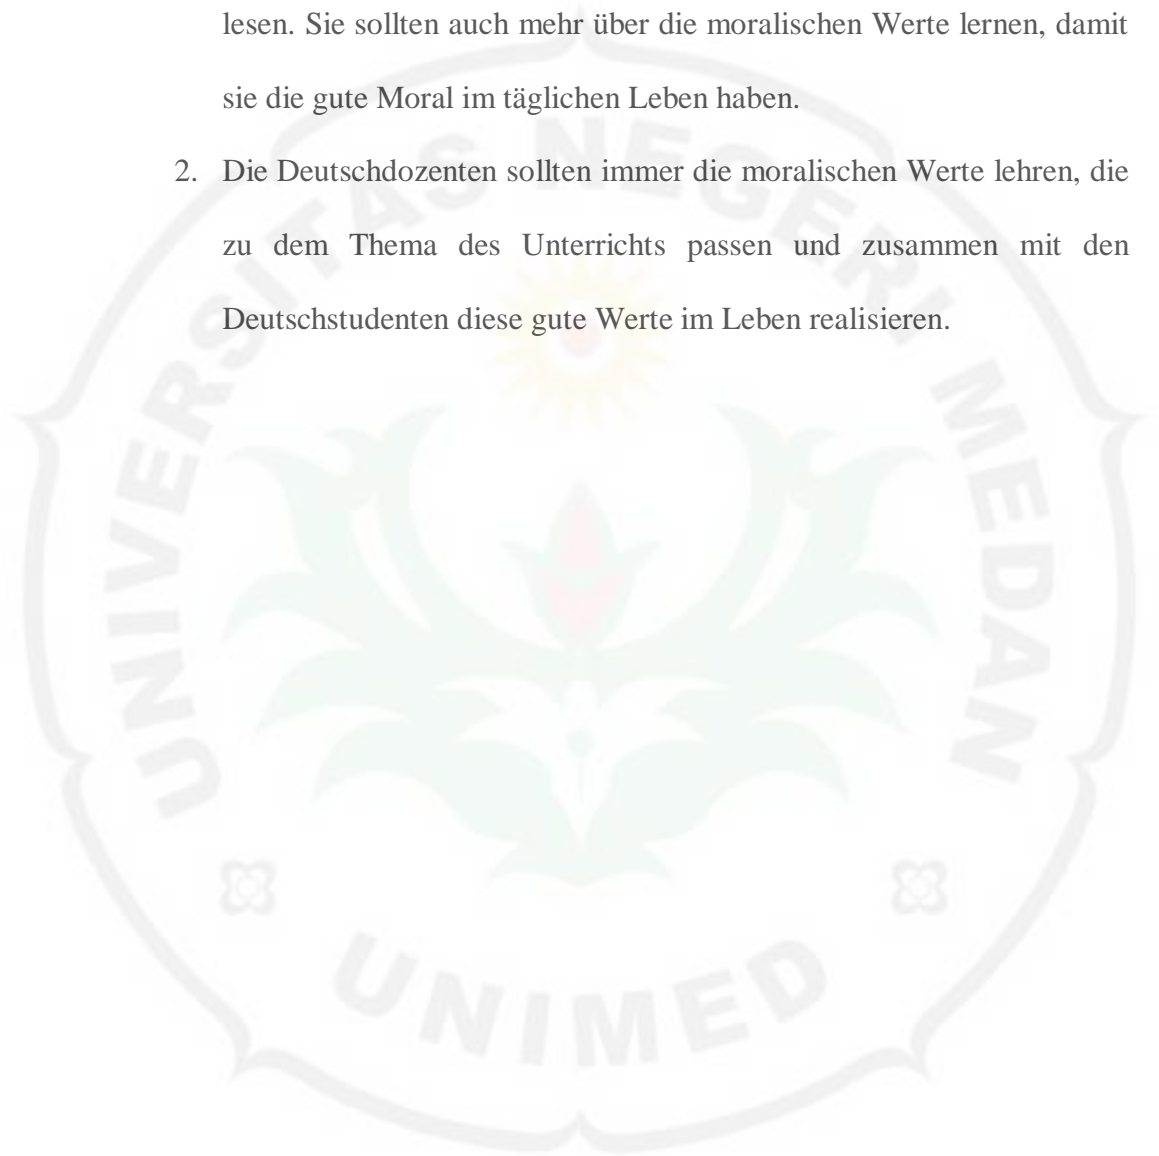 lesen. Sie sollten auch mehr über die moralischen Werte lernen, damit
sie die gute Moral im täglichen Leben haben.
2. Die Deutschdozenten sollten immer die moralischen Werte lehren, die
zu dem Thema des Unterrichts passen und zusammen mit den
Deutschstudenten diese gute Werte im Leben realisieren.
UNIVERSITAS NEGERI MEDAN
UNIMED